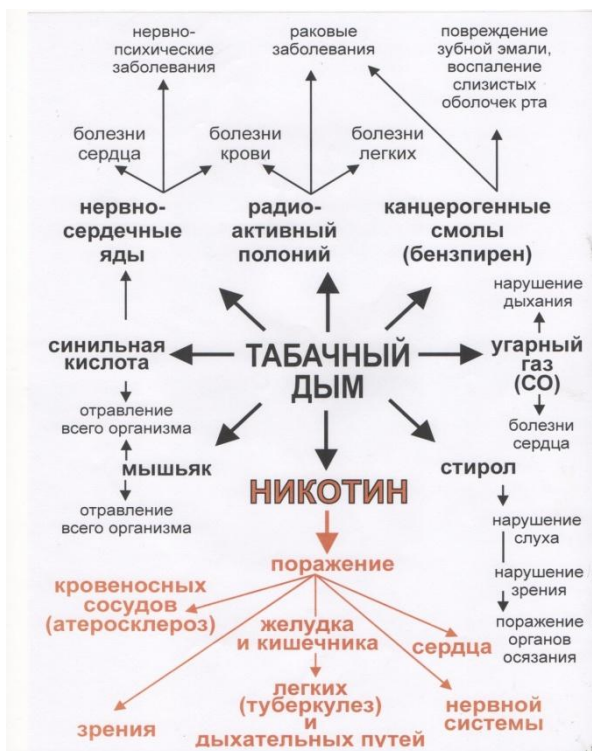 нервно-
психические
заболевания
раковые
заболевания
повреждение
зубной эмали,
воспаление
слизистых
оболочек рта
болезни
сердца
болезни
крови
болезни
легких
нервно-
сердечные
яды
радио-
активный
полоний
канцерогенные
смолы
(бензпирен)
нарушение
дыхания
синильная
кислота
ТАБАЧНЫЙ
ДЫМ
угарный
газ
(СО)
отравление
всего организма
болезни
сердца
мышьяк
НИКОТИН
стирол
отравление
всего организма
нарушение
слуха
поражение
нарушение
зрения
кровеносных
сосудов
(атеросклероз)
желудка
и кишечника
сердца
поражение
органов
осязания
зрения
легких
(туберкулез)
и
дыхательных путей
нервной
системы